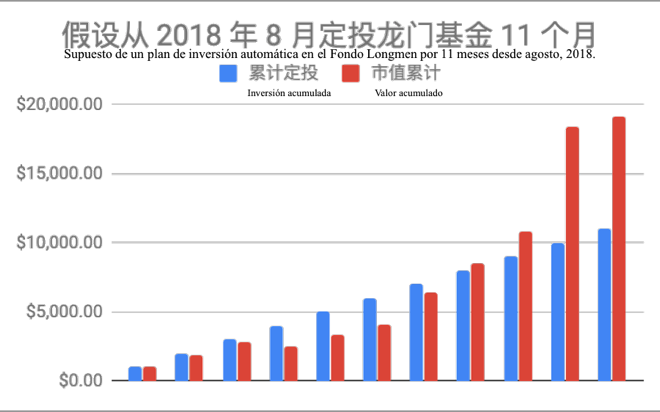 假设从 2018 年 8 月定投龙门基金 11 个月
Supuesto de un plan de inversión automática en el Fondo Longmen por 11 meses desde agosto, 2018.
累计定投 市值累计
Inversión acumulada Valor acumulado
$20,000.00
$15,000.00
$10,000.00
$5,000.00
$0.00